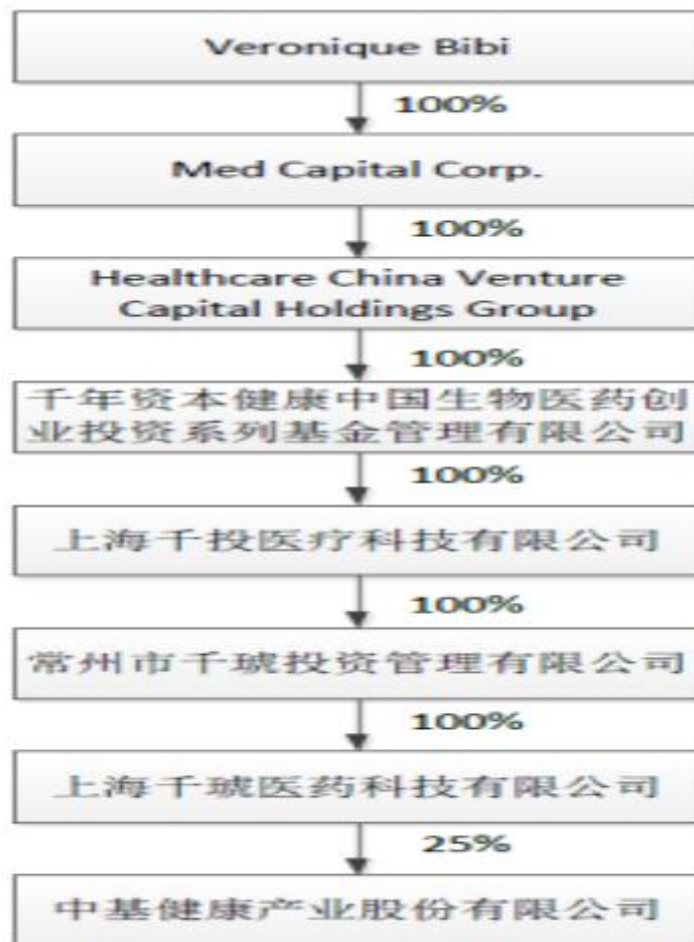 Veronique Bibi
100%
Med Capital Corp.
100%
Healthcare China Venture
Capital Holdings Group
100%
千年资本健康中国生物医药创
业投资系列基金管理有限公司
100%
上海千投医疗科技有限公司
100%
常州市千琥投资管理有限公司
100%
上海千琥医药科技有限公司
25%
中基健康产业股份有限公司